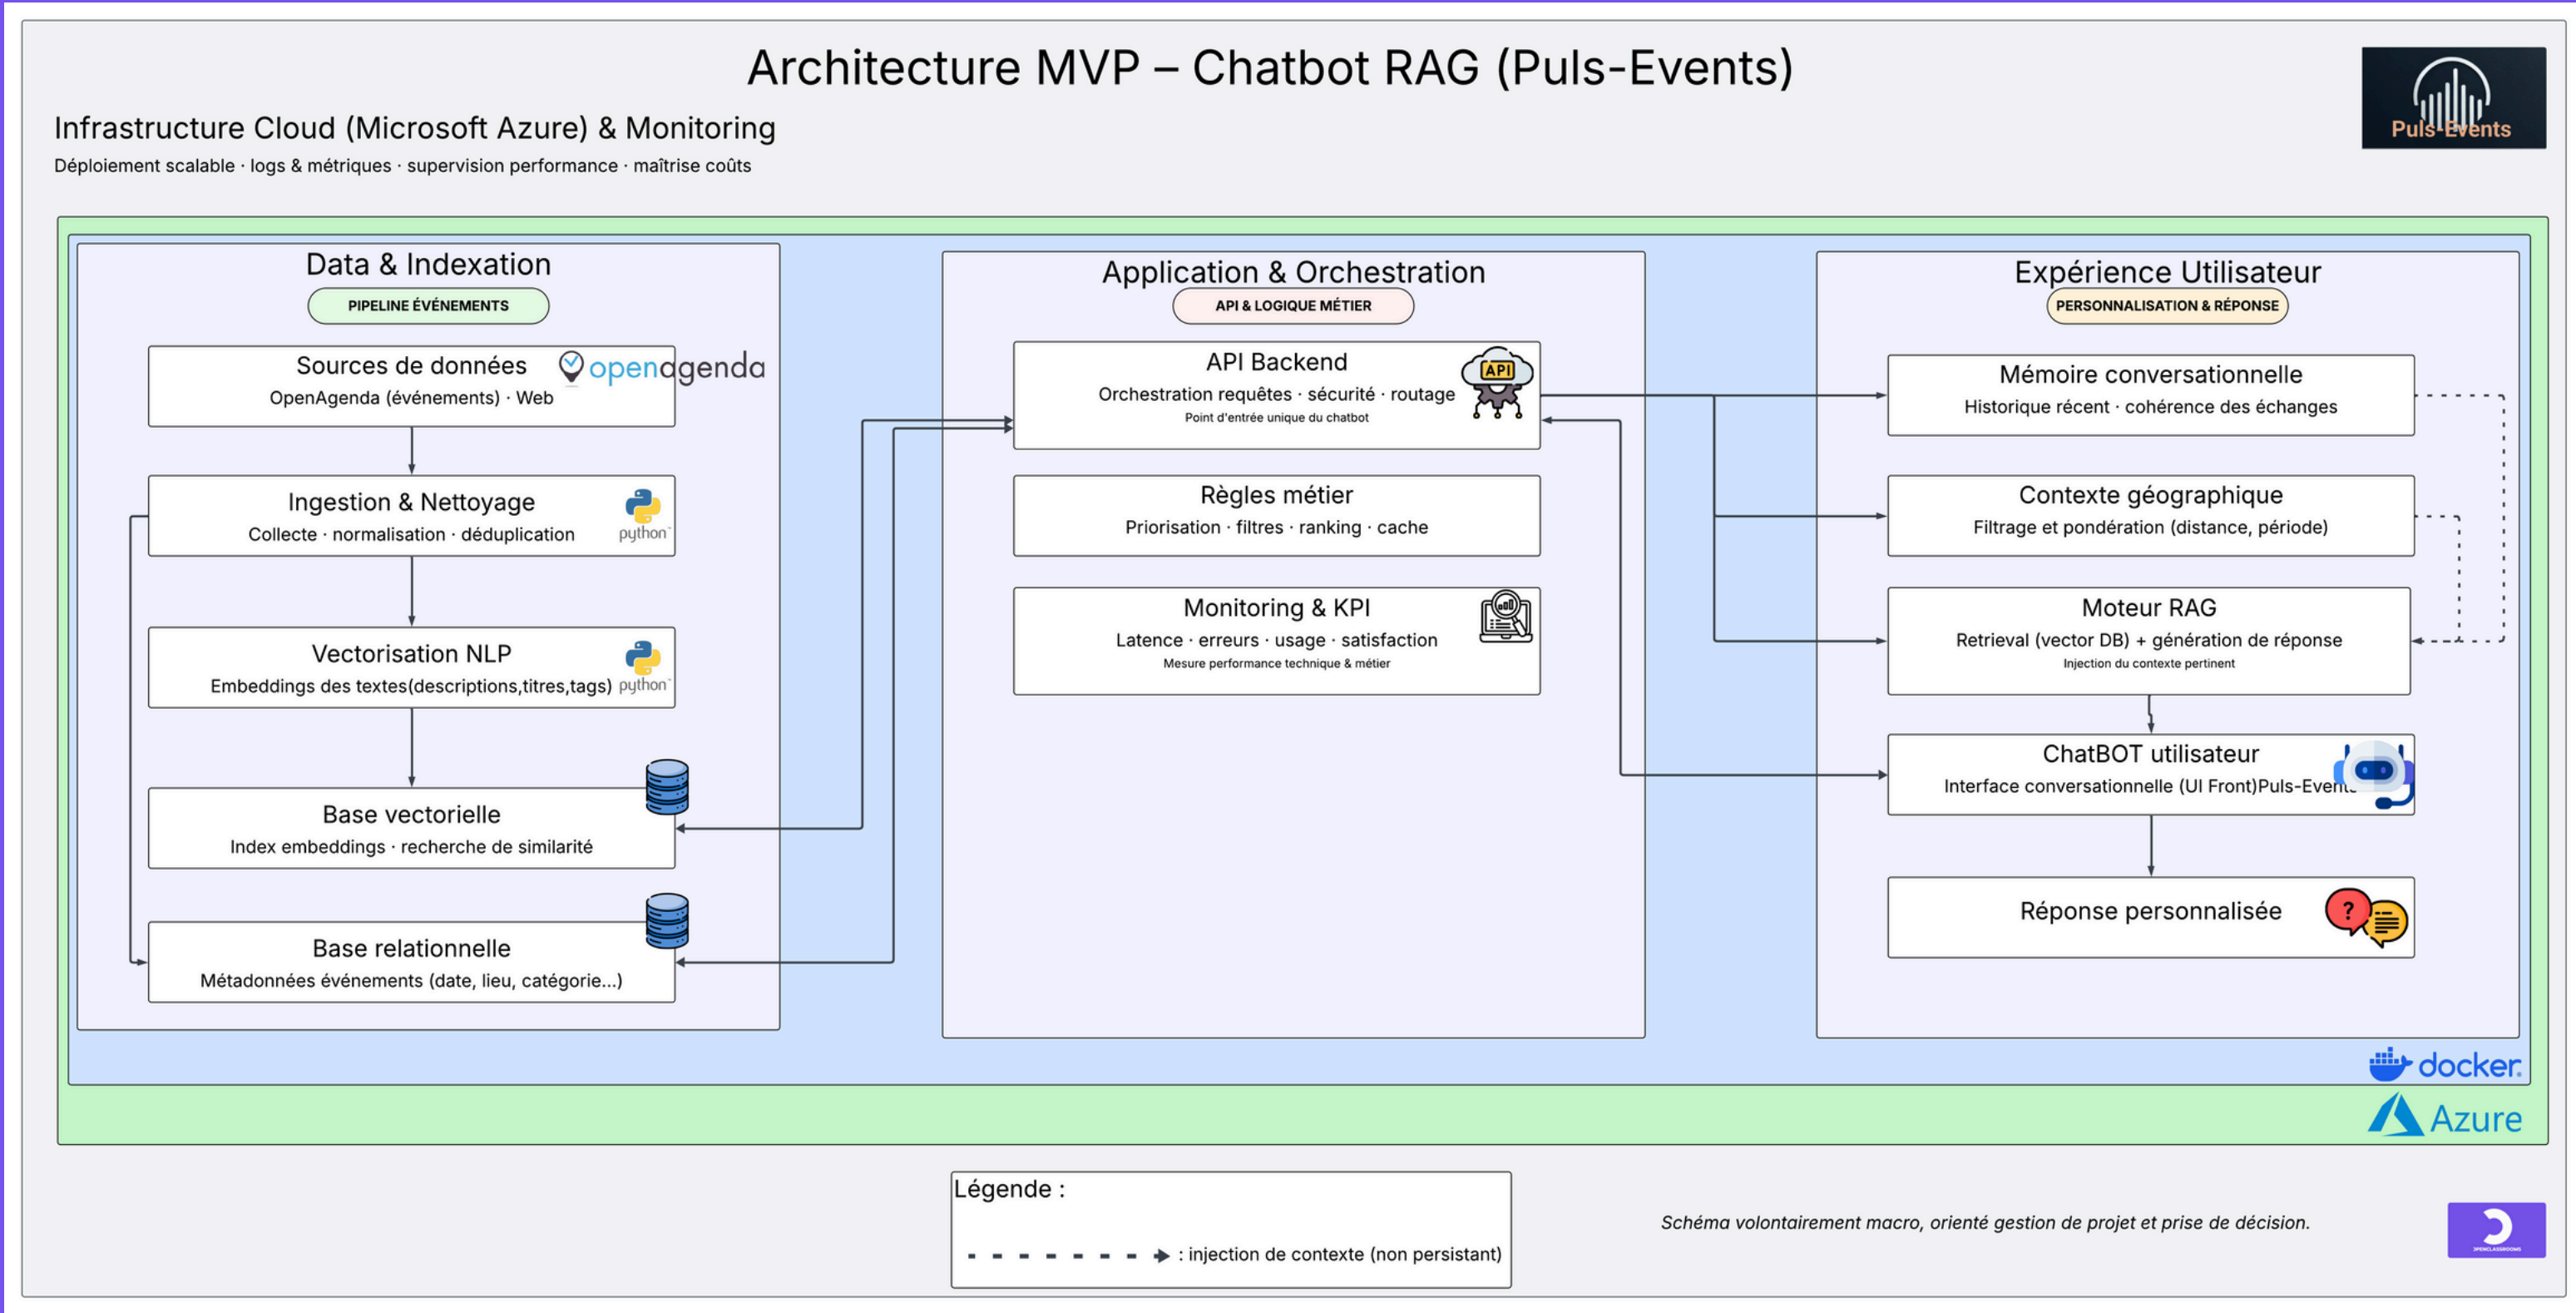 Architecture MVP – Chatbot RAG (Puls-Events)
Puls-Events
Infrastructure Cloud (Microsoft Azure) & Monitoring
Déploiement scalable · logs & métriques · supervision performance · maîtrise coûts
Data & Indexation
PIPELINE ÉVÉNEMENTS
Sources de données
openagenda
OpenAgenda (événements) · Web
Ingestion & Nettoyage
Collecte · normalisation · déduplication
python
Vectorisation NLP
Embeddings des textes(descriptions,titres,tags)
python
Base vectorielle
Index embeddings · recherche de similarité
Base relationnelle
Métadonnées événements (date, lieu, catégorie...)
Application & Orchestration
API & LOGIQUE MÉTIER
API Backend
API
Orchestration requêtes · sécurité · routage
Point d'entrée unique du chatbot
Règles métier
Priorisation · filtres · ranking · cache
Monitoring & KPI
Latence · erreurs · usage · satisfaction
Mesure performance technique & métier
Expérience Utilisateur
PERSONNALISATION & RÉPONSE
Mémoire conversationnelle
Historique récent · cohérence des échanges
Contexte géographique
Filtrage et pondération (distance, période)
Moteur RAG
Retrieval (vector DB) + génération de réponse
Injection du contexte pertinent
ChatBOT utilisateur
Interface conversationnelle (UI Front)Puls-Events
Réponse personnalisée
?
docker
Azure
Légende :
: injection de contexte (non persistant)
Schéma volontairement macro, orienté gestion de projet et prise de décision.
OPENCLASSROOMS